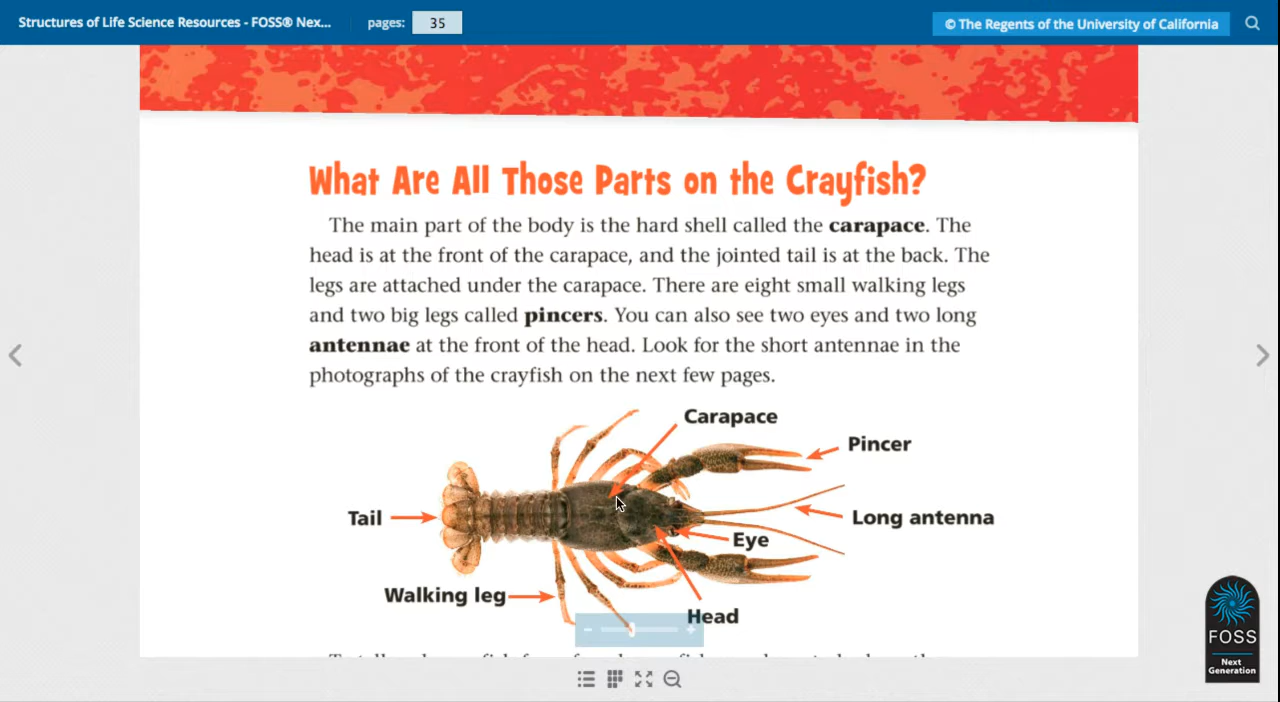 Structures of Life Science Resources - FOSS® Nex...
pages: 35
© The Regents of the University of California
What Are All Those Parts on the Crayfish?
The main part of the body is the hard shell called the carapace. The
head is at the front of the carapace, and the jointed tail is at the back. The
legs are attached under the carapace. There are eight small walking legs
and two big legs called pincers. You can also see two eyes and two long
antennae at the front of the head. Look for the short antennae in the
photographs of the crayfish on the next few pages.
Carapace
Pincer
Tail
Long antenna
Eye
Walking leg
Head
FOSS
Next
Generation